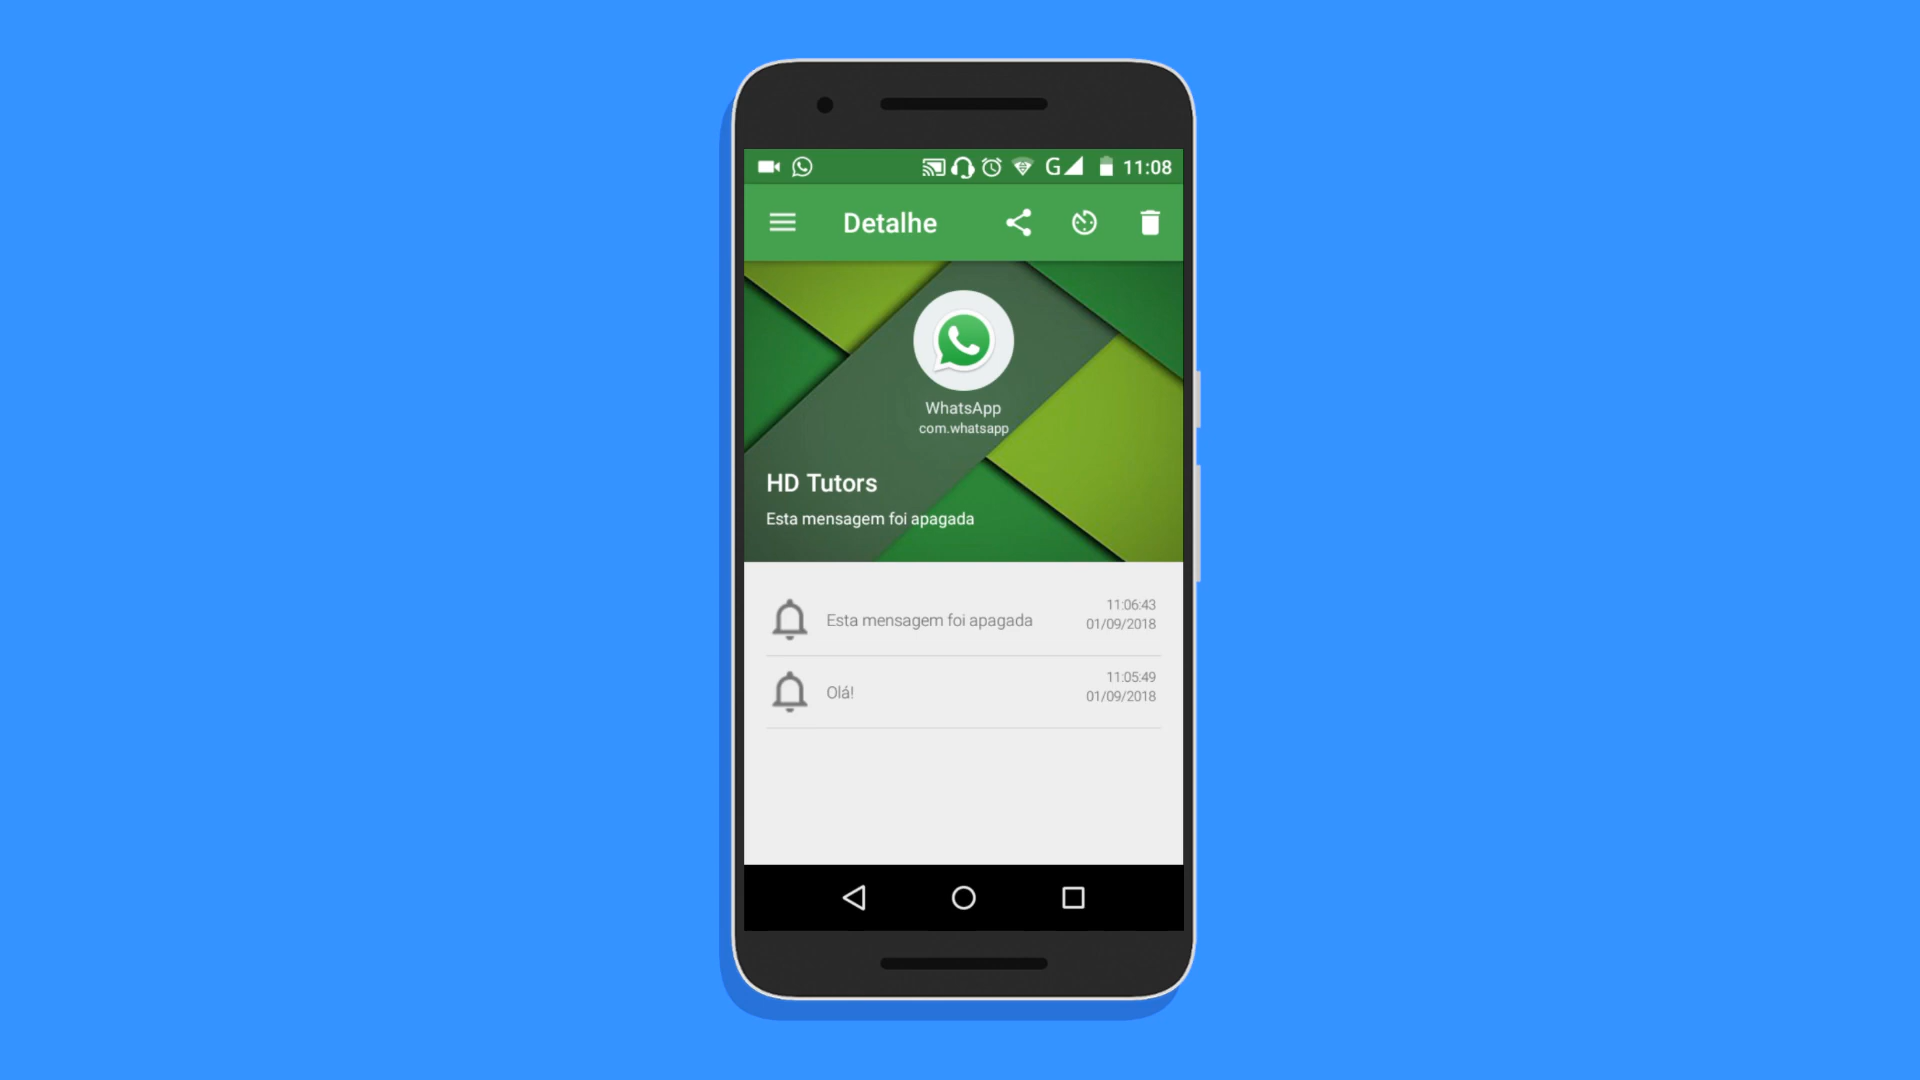 G 11:08
Detalhe
WhatsApp
com.whatsapp
HD Tutors
Esta mensagem foi apagada
Esta mensagem foi apagada
11:06:43
01/09/2018
Olá!
11:05:49
01/09/2018